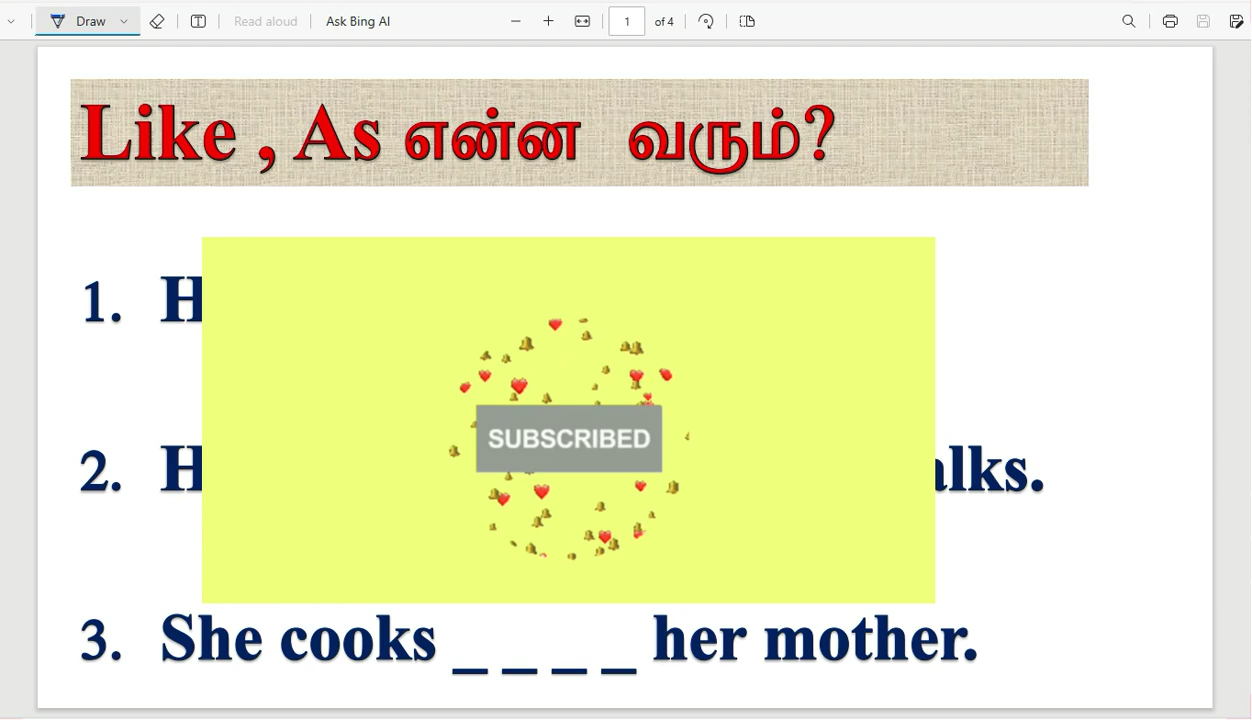 Draw
Read aloud
Ask Bing AI
1 of 4
Like , As என்ன வரும்?
1.
2.
SUBSCRIBED
3. She cooks _ _ _ _ her mother.